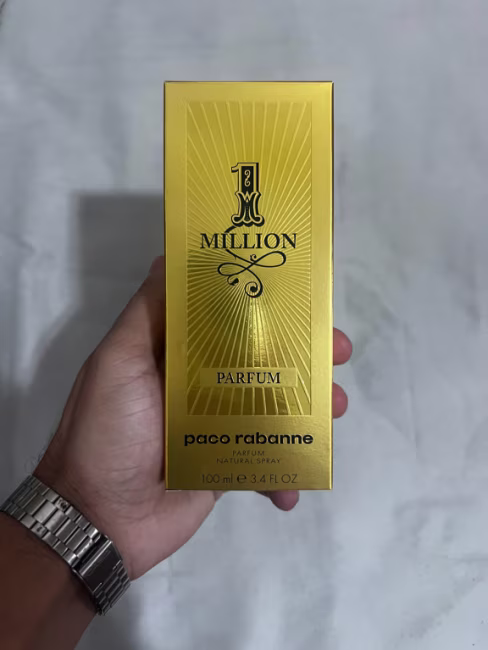 1
MILLION
PARFUM
paco rabanne
PARFUM
NATURAL SPRAY
100 ml ℮ 3.4 FL OZ